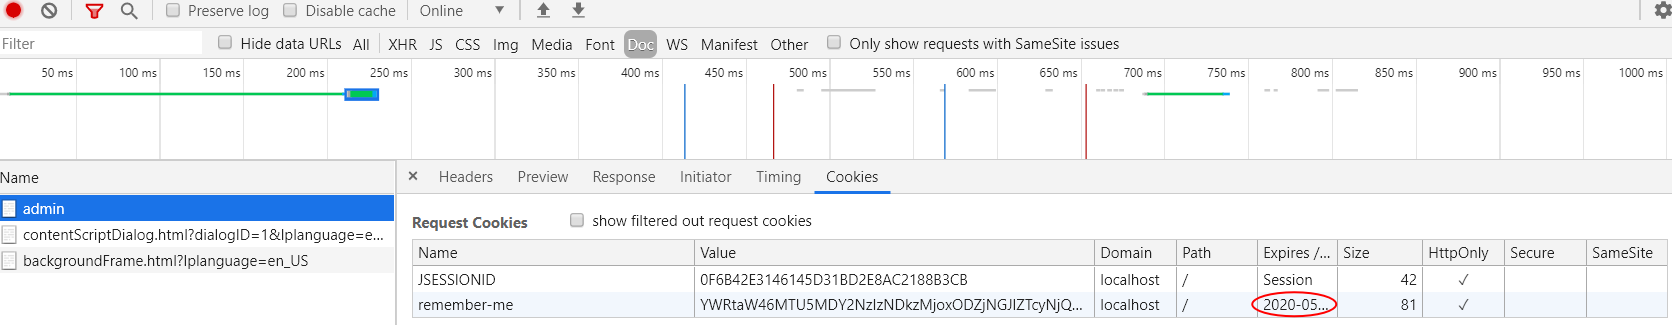 Preserve log Disable cache Online
Filter Hide data URLs All XHR JS CSS Img Media Font Doc WS Manifest Other Only show requests with SameSite issues
50 ms 100 ms 150 ms 200 ms 250 ms 300 ms 350 ms 400 ms 450 ms 500 ms 550 ms 600 ms 650 ms 700 ms 750 ms 800 ms 850 ms 900 ms 950 ms 1000 ms
Name × Headers Preview Response Initiator Timing Cookies
admin
contentScriptDialog.html?dialogID=1&lplanguage=e...
backgroundFrame.html?lplanguage=en_US
Request Cookies show filtered out request cookies
Name Value Domain Path Expires /... Size HttpOnly Secure SameSite
JSESSIONID 0F6B42E3146145D31BD2E8AC2188B3CB localhost / Session 42 ✓
remember-me YWRtaW46MTU5MDY2NzIzNDkzMjoxODZjNGJlZTcyNjQ... localhost / 2020-05... 81 ✓